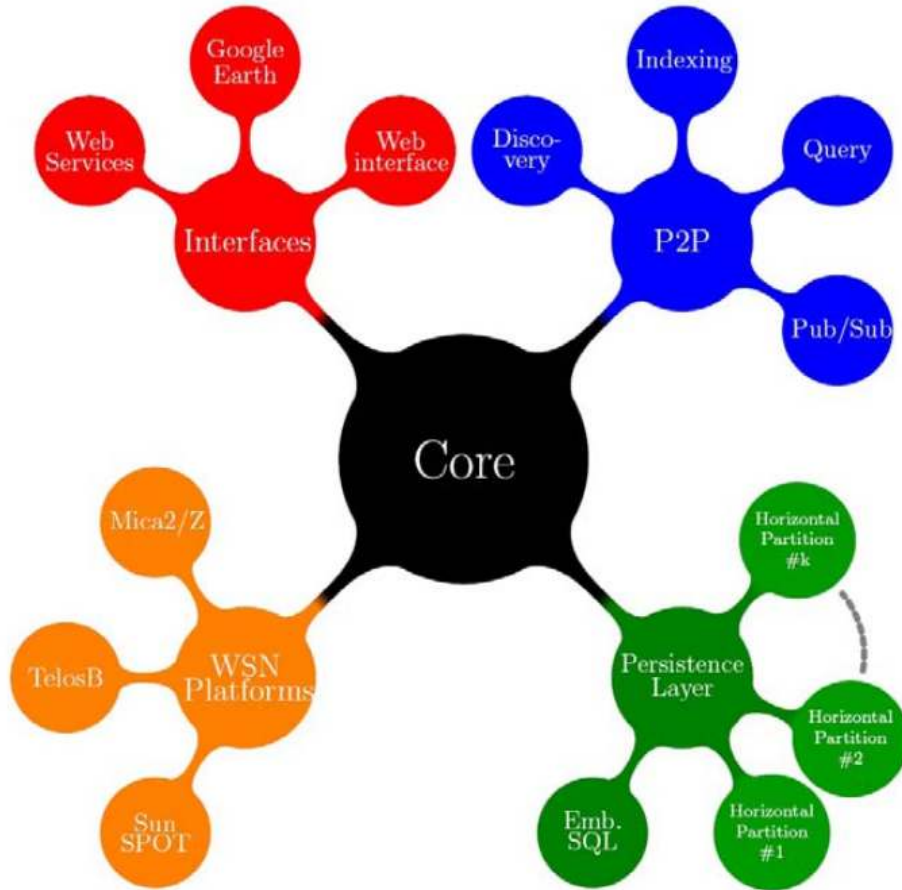 Google
Earth
Web
Services
Web
interface
Interfaces
Indexing
Disco-
very
Query
P2P
Pub/Sub
Core
Mica2/Z
TelosB
WSN
Platforms
Sun
SPOT
Horizontal
Partition
#k
Persistence
Layer
Horizontal
Partition
#2
Emb.
SQL
Horizontal
Partition
#1